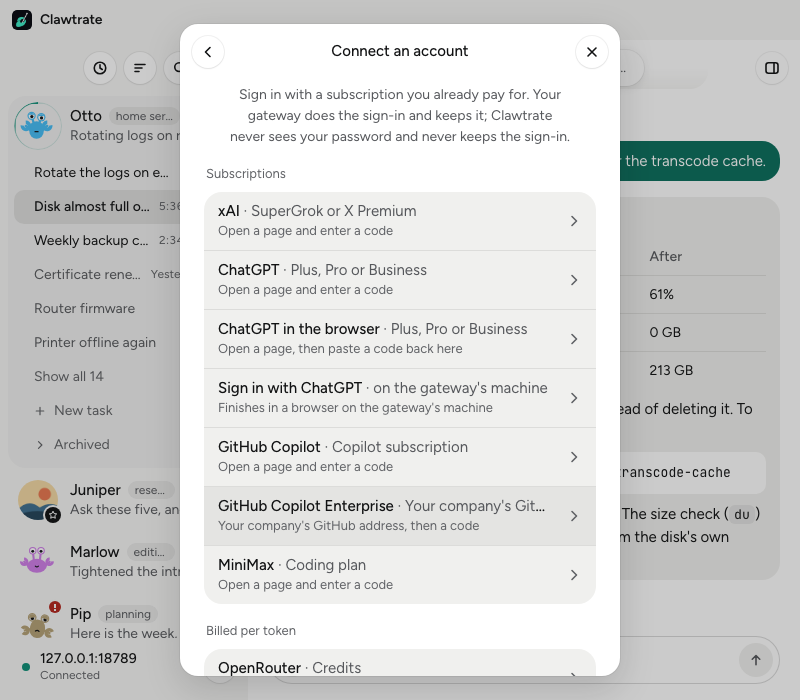 Clawtrate
Connect an account
Sign in with a subscription you already pay for. Your
gateway does the sign-in and keeps it; Clawtrate
never sees your password and never keeps the sign-in.
Subscriptions
xAI · SuperGrok or X Premium
Open a page and enter a code
ChatGPT · Plus, Pro or Business
Open a page and enter a code
ChatGPT in the browser · Plus, Pro or Business
Open a page, then paste a code back here
Sign in with ChatGPT · on the gateway's machine
Finishes in a browser on the gateway's machine
GitHub Copilot · Copilot subscription
Open a page and enter a code
GitHub Copilot Enterprise · Your company's Git...
Your company's GitHub address, then a code
MiniMax · Coding plan
Open a page and enter a code
Billed per token
OpenRouter · Credits
Otto home ser...
Rotating logs on
Rotate the logs on e...
Disk almost full o... 5:36
Weekly backup c... 2:34
Certificate rene... Yeste
Router firmware
Printer offline again
Show all 14
+ New task
Archived
Juniper rese...
Ask these five, an
Marlow editi...
Tightened the int
Pip planning
Here is the week.
127.0.0.1:18789
Connected
the transcode cache.
After
61%
0 GB
213 GB
ead of deleting it. To
transcode-cache
The size check ( du )
m the disk's own